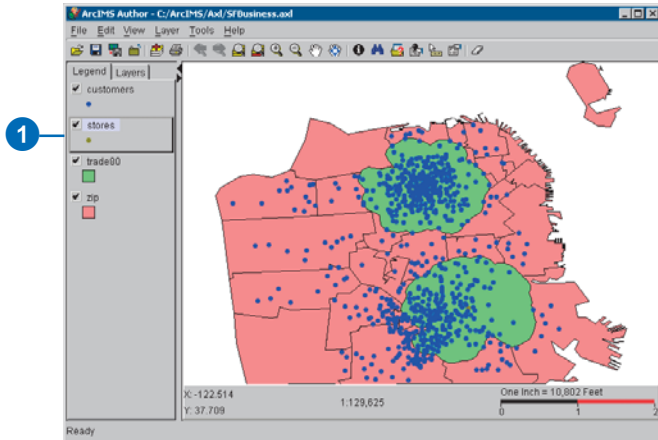 ArcIMS Author - C:/ArcIMS/Axl/SFBusiness.axl
File Edit View Layer Tools Help
Legend Layers
customers
1
stores
trade80
zip
X: -122.514
Y: 37.709
1:129,625
One Inch = 10,802 Feet
0 1 2
Ready